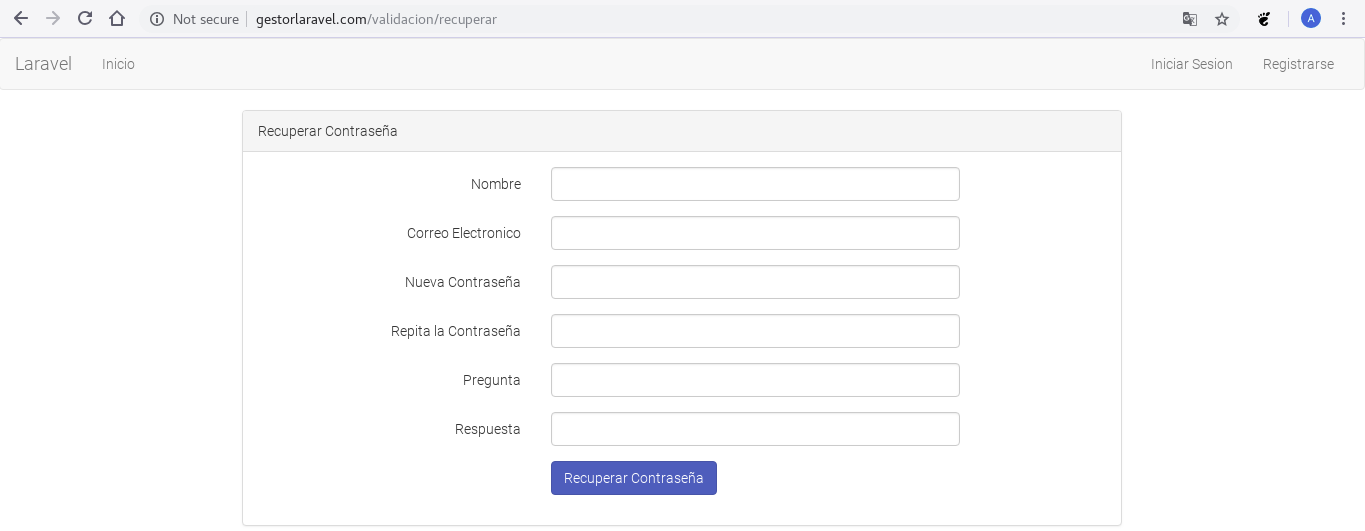 Not secure gestorlaravel.com/validacion/recuperar A
Laravel Inicio Iniciar Sesion Registrarse
Recuperar Contraseña
Nombre
Correo Electronico
Nueva Contraseña
Repita la Contraseña
Pregunta
Respuesta
Recuperar Contraseña